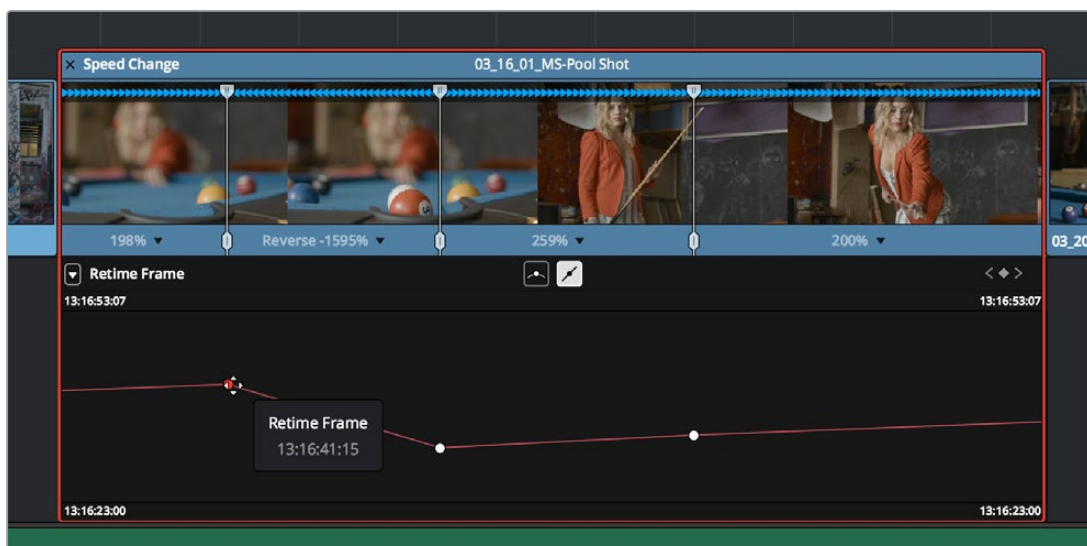 Speed Change
03_16_01_MS-Pool Shot
198%
Reverse -1595%
259%
200%
03_20
Retime Frame
13:16:53:07
13:16:53:07
Retime Frame
13:16:41:15
13:16:23:00
13:16:23:00